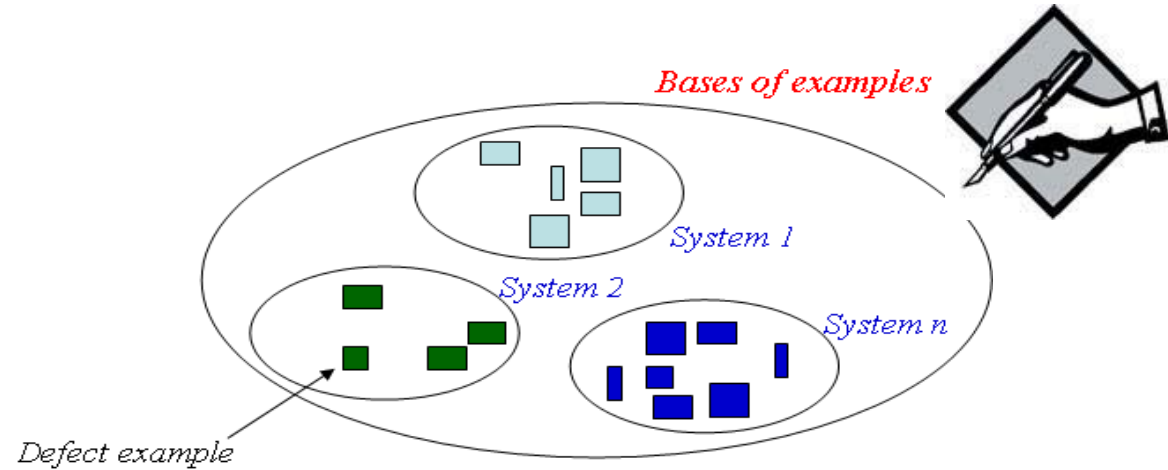 Bases of examples
System 1
System 2
System n
Defect example